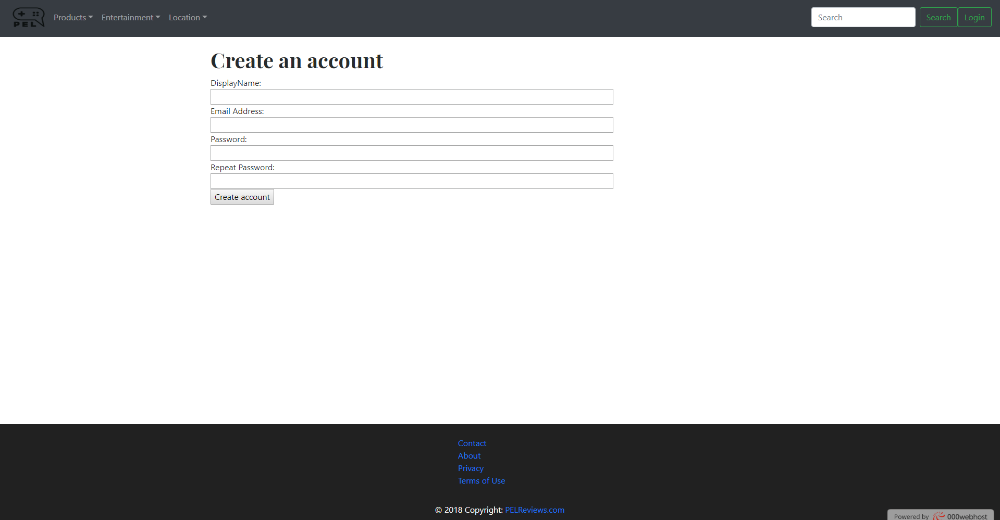 PEL Products Entertainment Location Search Search Login
Create an account
DisplayName:
Email Address:
Password:
Repeat Password:
Create account
Contact
About
Privacy
Terms of Use
© 2018 Copyright: PELReviews.com
Powered by 000webhost